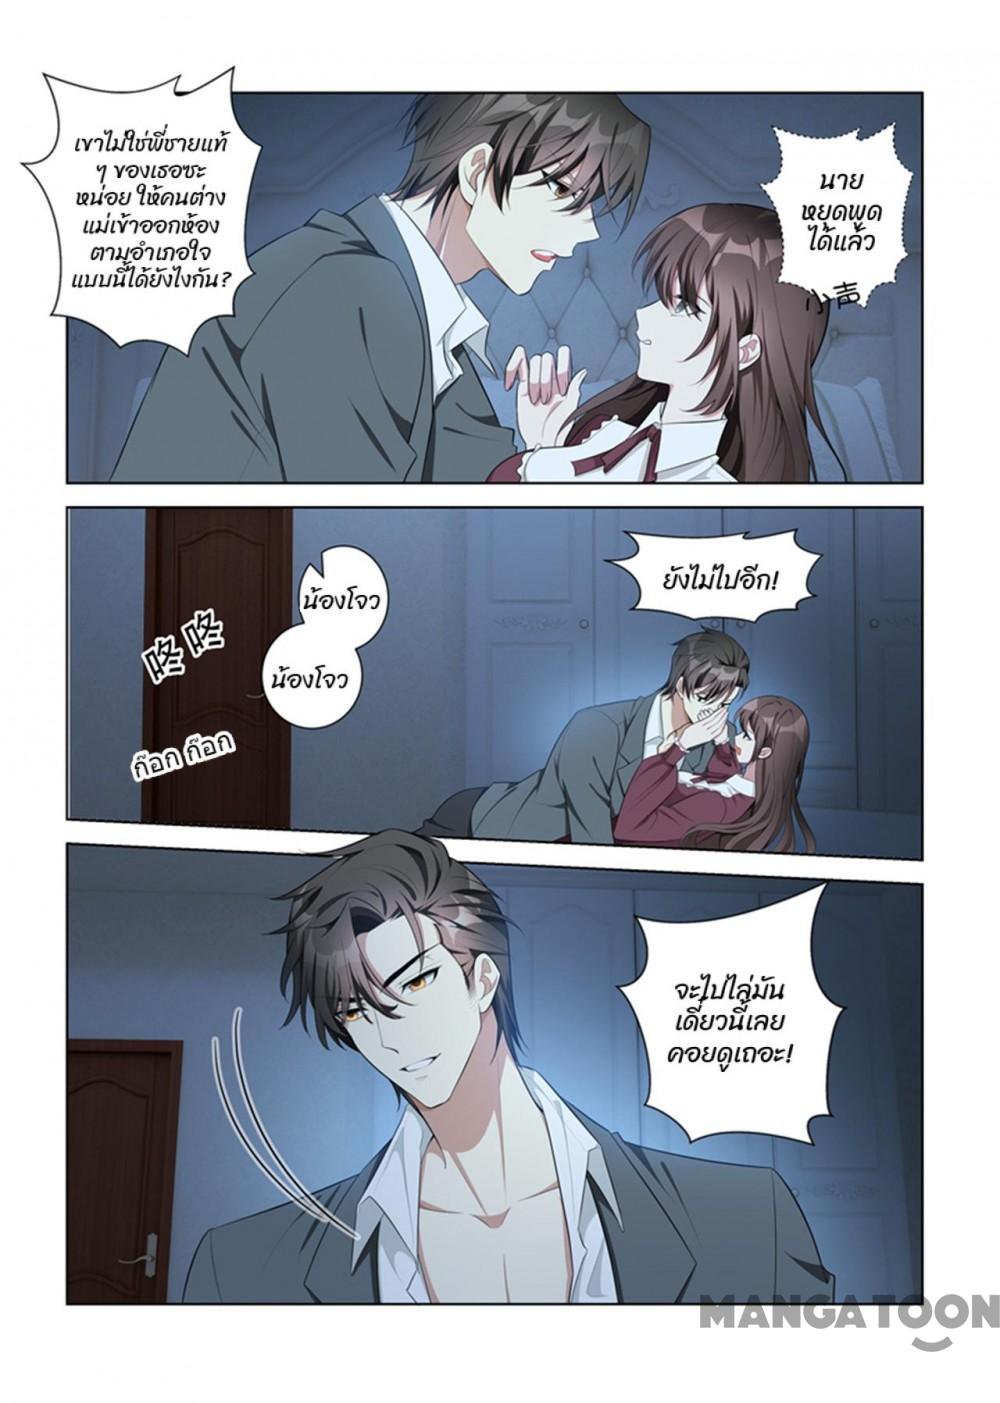 เขาไม่ใช่พี่ชายแท้
ๆ ของเธอซะ
หน่อย ให้คนต่าง
แม่เข้าออกห้อง
ตามอำเภอใจ
แบบนี้ได้ยังไงกัน?
นาย
หยุดพูด
ได้แล้ว
小声
น้องโจว
น้องโจว
ยังไม่ไปอีก!
咚咚
ก๊อก ก๊อก
จะไปไล่มัน
เดี๋ยวนี้เลย
คอยดูเถอะ!
MANGATOON